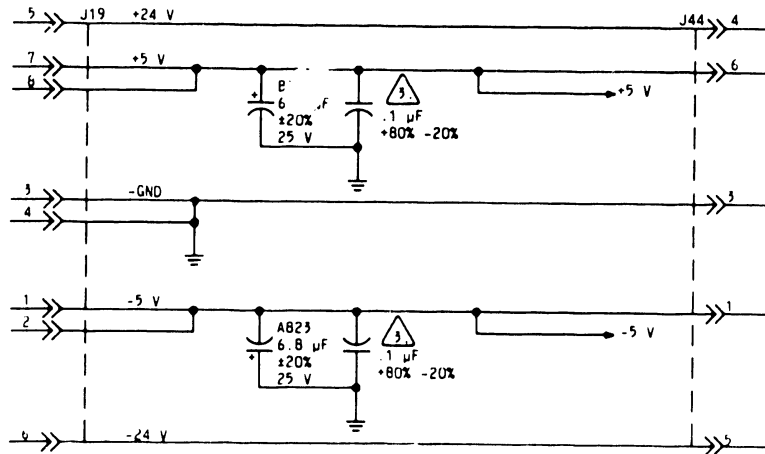 5 J19 +24 V J44 4
7 +5 V 6
8
B
3.
+5 V
6 µF .1 µF
±20% +80% -20%
25 V
3 -GND 3
4
1 -5 V 1
2
A823 3.
-5 V
6.8 µF .1 µF
±20% +80% -20%
25 V
6 -24 V 5